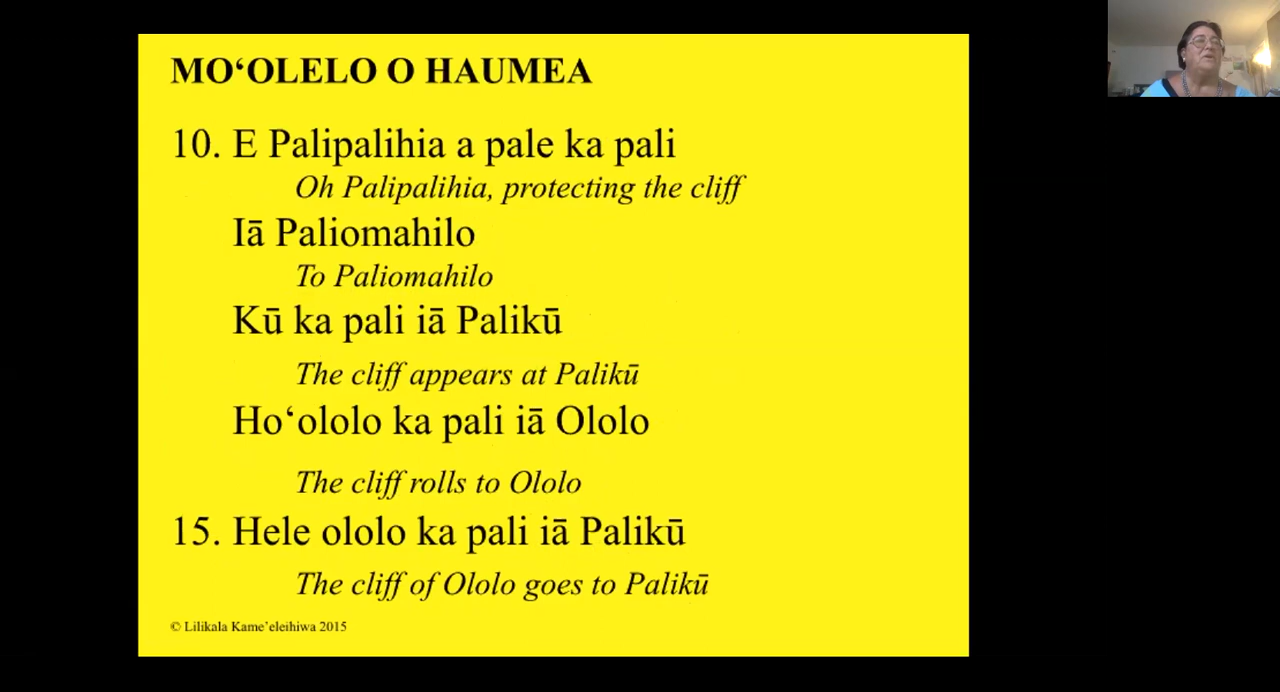 MOʻOLELO O HAUMEA
10. E Palipalihia a pale ka pali
Oh Palipalihia, protecting the cliff
Iā Paliomahilo
To Paliomahilo
Kū ka pali iā Palikū
The cliff appears at Palikū
Hoʻololo ka pali iā Ololo
The cliff rolls to Ololo
15. Hele ololo ka pali iā Palikū
The cliff of Ololo goes to Palikū
© Lilikala Kame’eleihiwa 2015